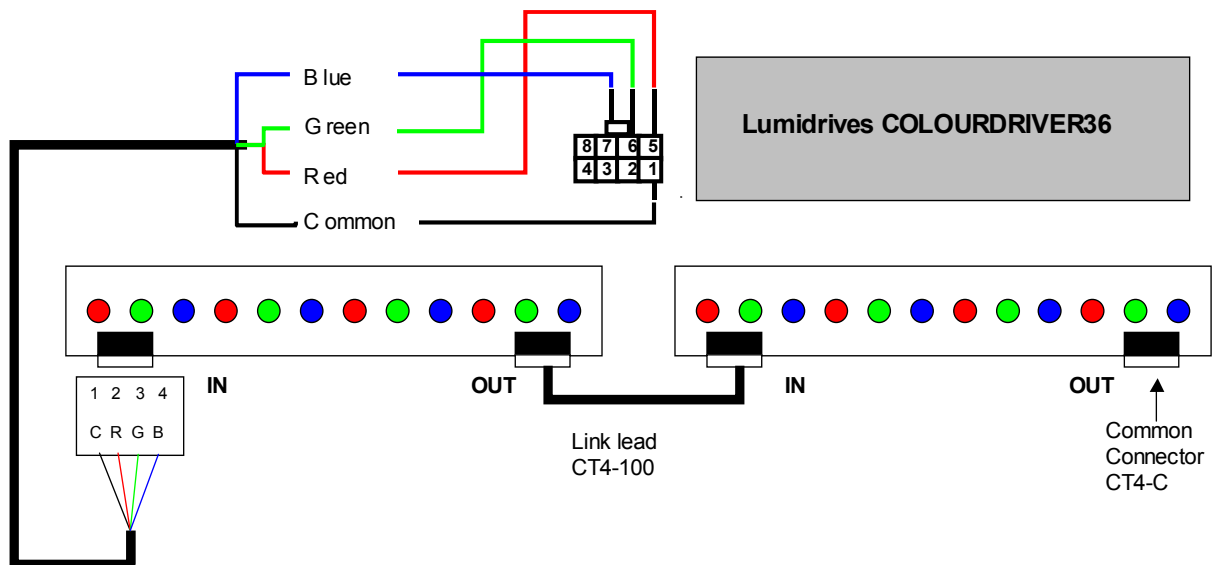 Blue
Green
Red
Common
8 7 6 5
4 3 2 1
Lumidrives COLOURDRIVER36
IN
OUT
IN
OUT
1 2 3 4
C R G B
Link lead
CT4-100
Common
Connector
CT4-C